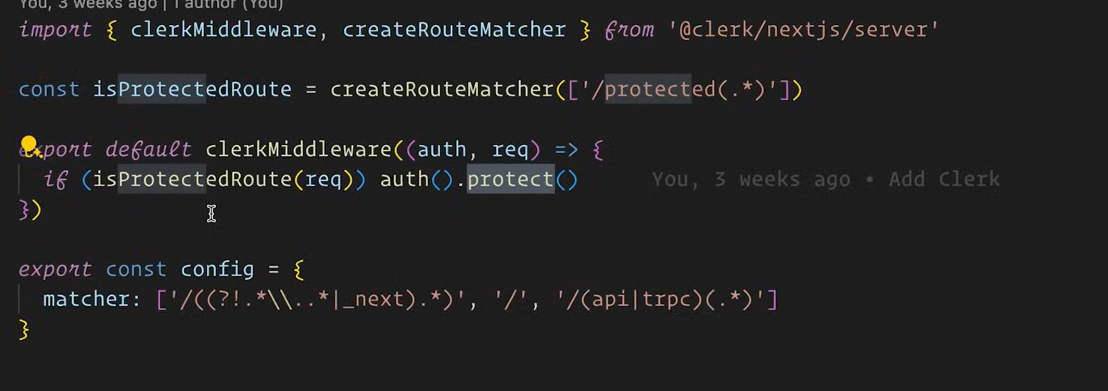 You, 3 weeks ago | 1 author (You)
import { clerkMiddleware, createRouteMatcher } from '@clerk/nextjs/server'
const isProtectedRoute = createRouteMatcher(['/protected(.*)'])
export default clerkMiddleware((auth, req) => {
if (isProtectedRoute(req)) auth().protect() You, 3 weeks ago • Add Clerk
})
export const config = {
matcher: ['/((?!.*\\..*|_next).*)', '/', '/(api|trpc)(.*)']
}